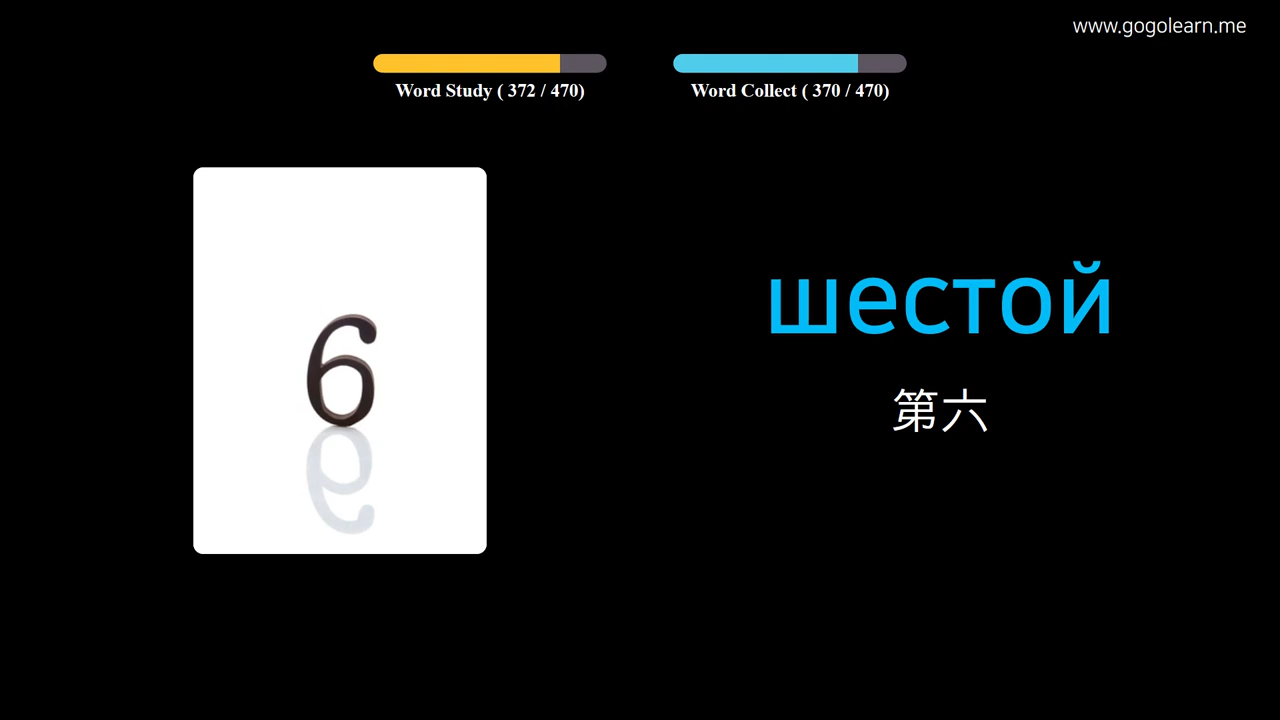 www.gogolearn.me
Word Study ( 372 / 470)
Word Collect ( 370 / 470)
6
шестой
第六